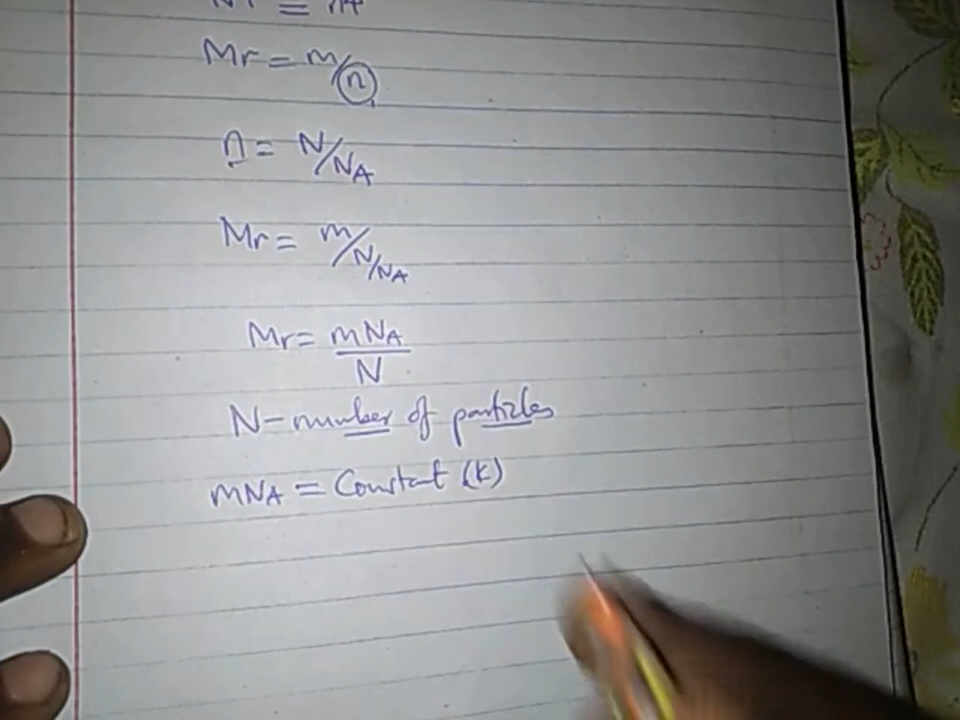 Mr = m/n
n = N/NA
Mr = m/N/NA
Mr = mNA
N
N - number of particles
mNA = Constant (K)